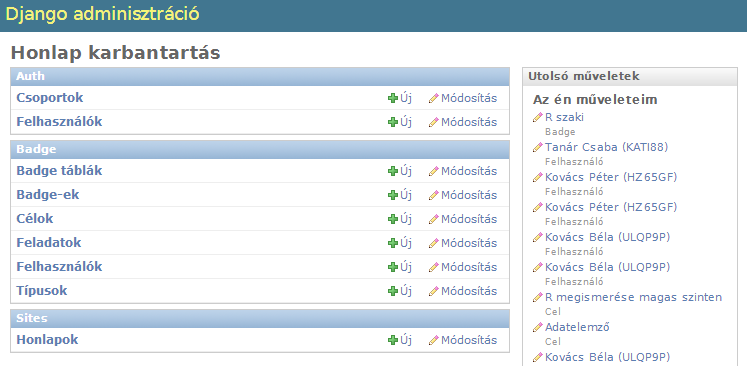 Django adminisztráció
Honlap karbantartás
Auth
Csoportok Új Módosítás
Felhasználók Új Módosítás
Badge
Badge táblák Új Módosítás
Badge-ek Új Módosítás
Célok Új Módosítás
Feladatok Új Módosítás
Felhasználók Új Módosítás
Típusok Új Módosítás
Sites
Honlapok Új Módosítás
Utolsó műveletek
Az én műveleteim
R szaki
Badge
Tanár Csaba (KATI88)
Felhasználó
Kovács Péter (HZ65GF)
Felhasználó
Kovács Péter (HZ65GF)
Felhasználó
Kovács Béla (ULQP9P)
Felhasználó
Kovács Béla (ULQP9P)
Felhasználó
R megismerése magas szinten
Cel
Adatelemző
Cel
Kovács Béla (ULQP9P)